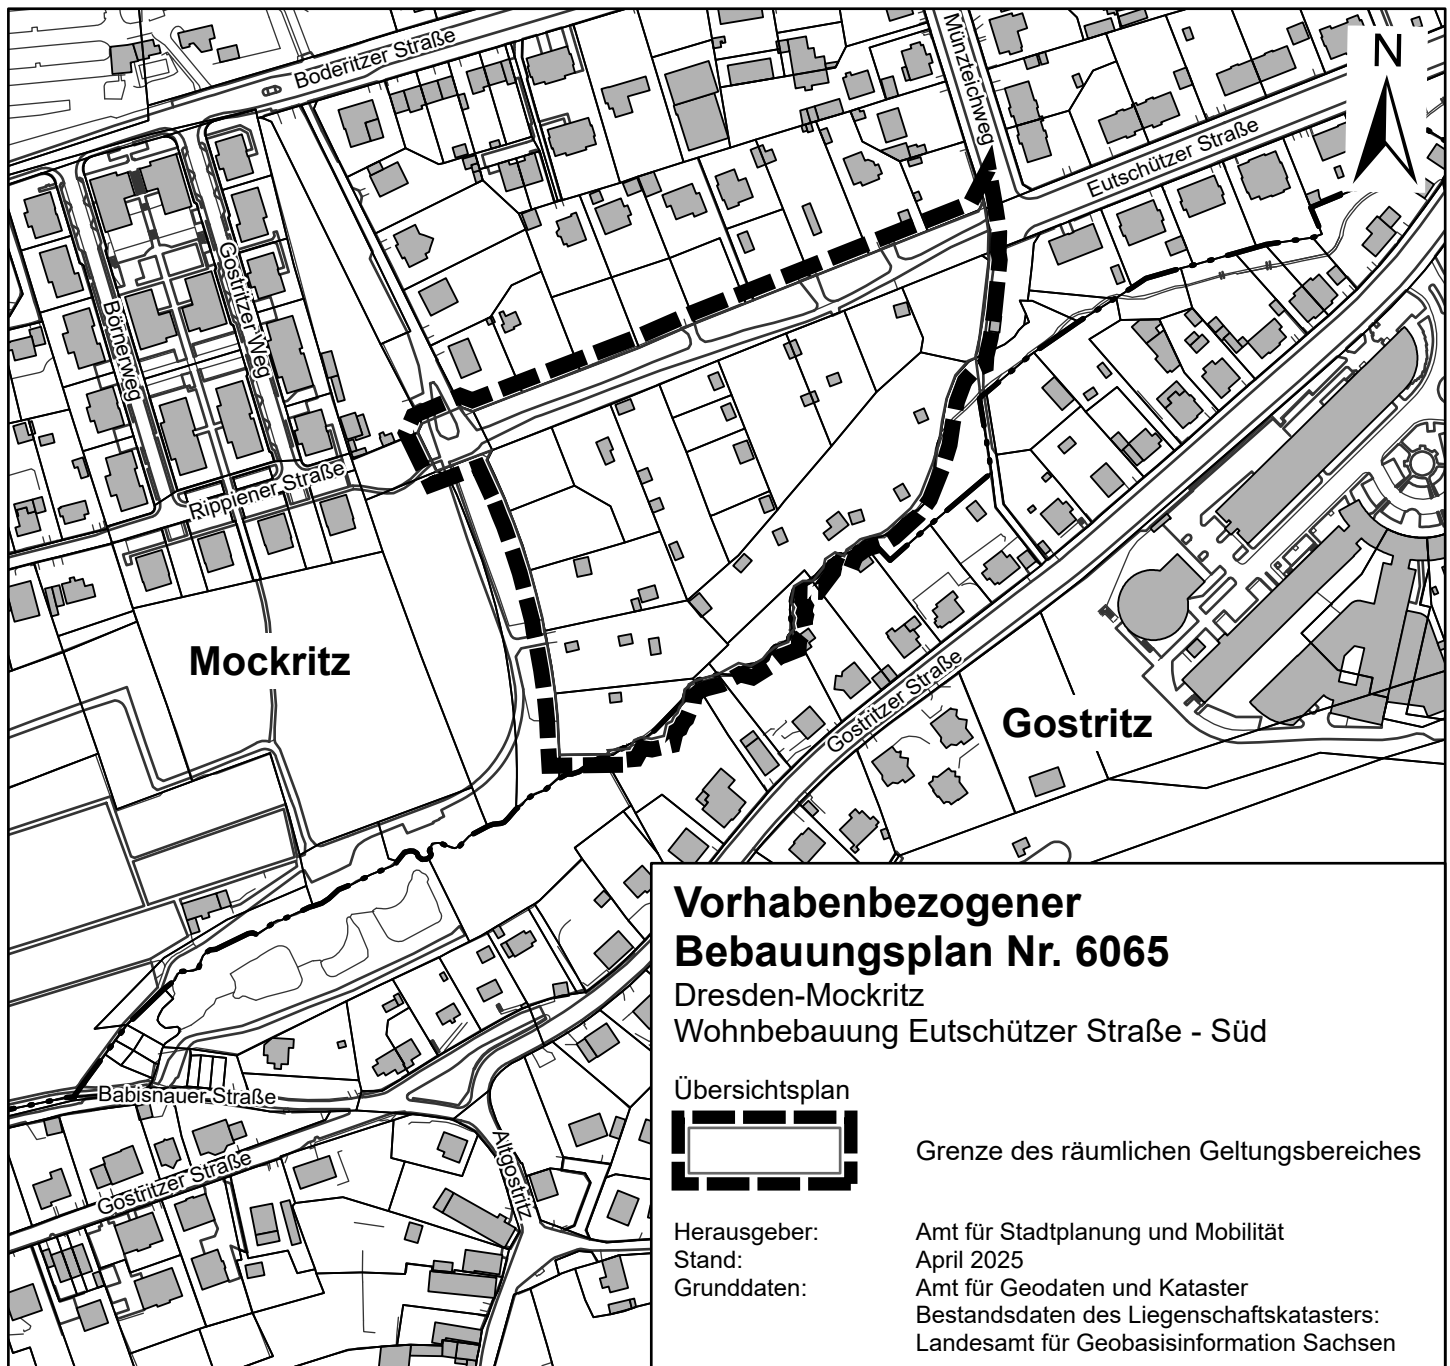 Boderitzer Straße
Münzteichweg
N
Eutschützer Straße
Gostritzer Weg
Börnerweg
Rippiener Straße
Mockritz
Gostritzer Straße
Gostritz
Vorhabenbezogener
Bebauungsplan Nr. 6065
Dresden-Mockritz
Wohnbebauung Eutschützer Straße - Süd
Übersichtsplan
Grenze des räumlichen Geltungsbereiches
Herausgeber: Amt für Stadtplanung und Mobilität
Stand: April 2025
Grunddaten: Amt für Geodaten und Kataster
Bestandsdaten des Liegenschaftskatasters:
Landesamt für Geobasisinformation Sachsen
Babisnauer Straße
Altgostritz
Gostritzer Straße